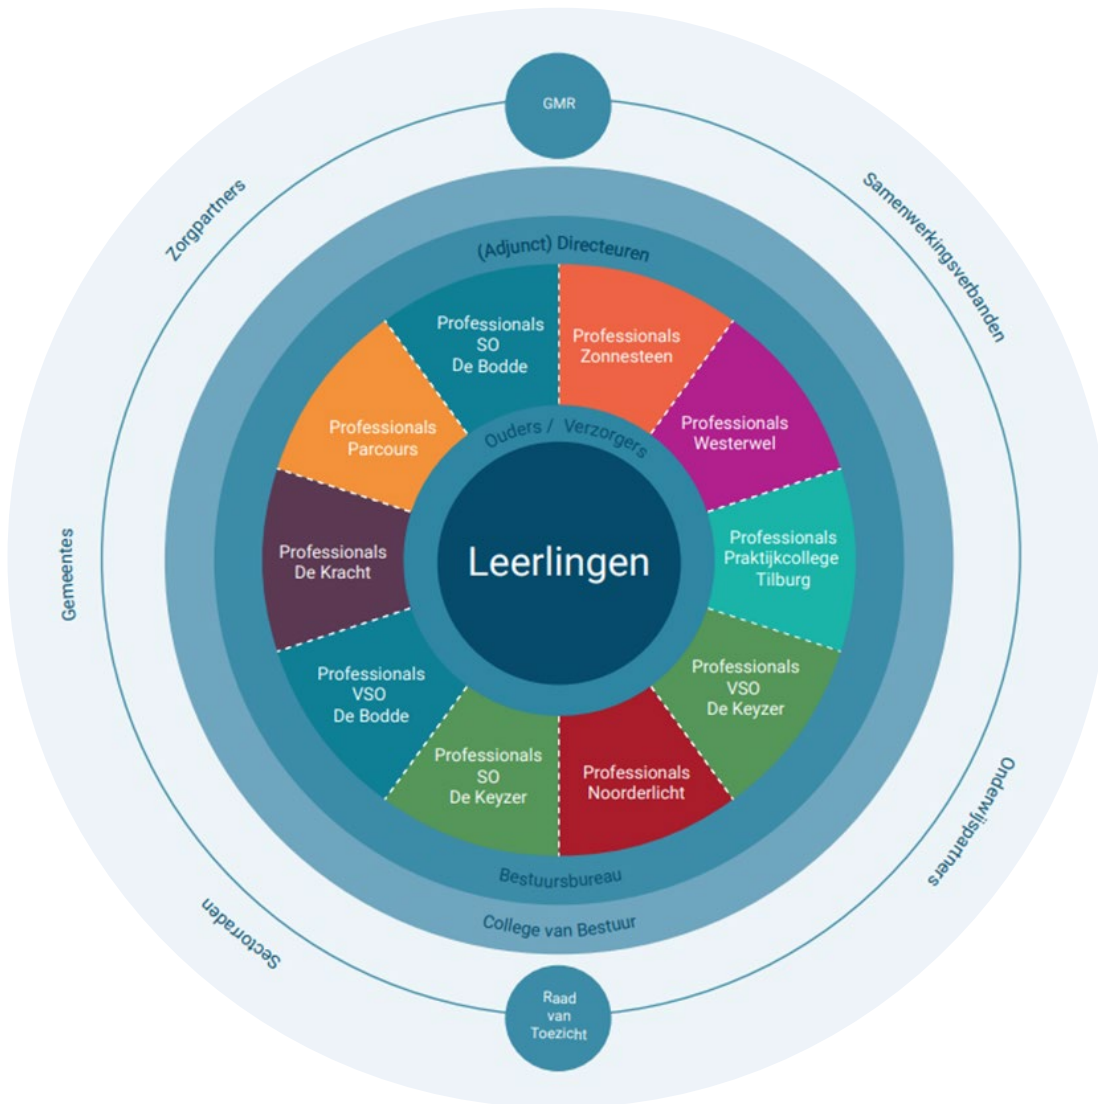 GMR
Zorgpartners
Samenwerkingsverbanden
(Adjunct) Directeuren
Professionals
SO
De Bodde
Professionals
Zonnesteen
Professionals
Parcours
Professionals
Westerwel
Ouders / Verzorgers
Leerlingen
Professionals
De Kracht
Professionals
Praktijkcollege
Tilburg
Gemeentes
Professionals
VSO
De Bodde
Professionals
VSO
De Keyzer
Professionals
SO
De Keyzer
Professionals
Noorderlicht
Onderwijspartners
Bestuursbureau
College van Bestuur
Sectorraden
Raad
van
Toezicht